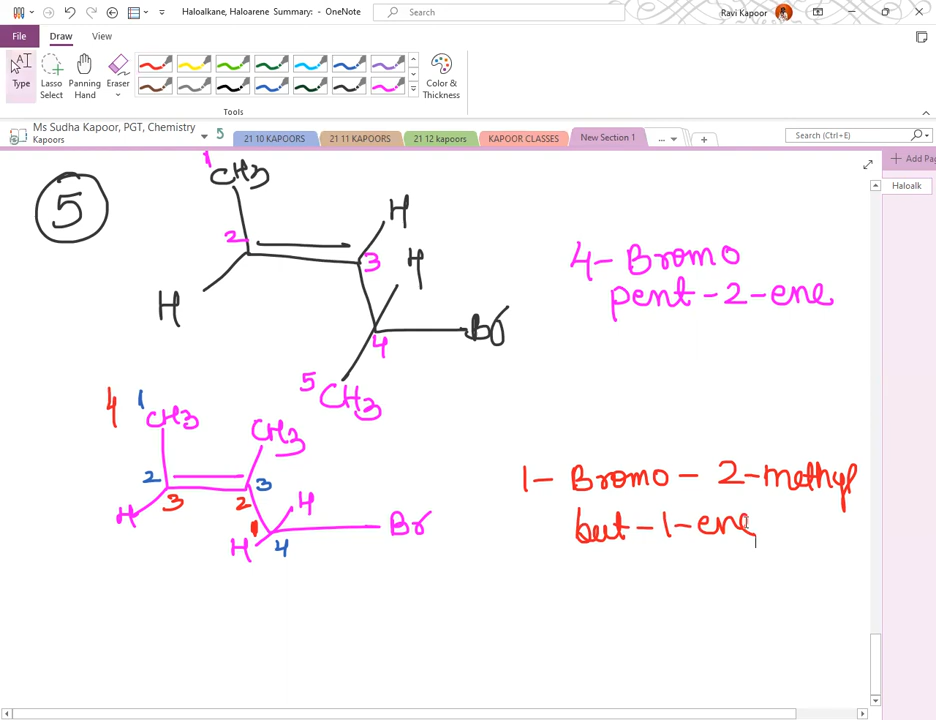 Haloalkane, Haloarene Summary: - OneNote
Search
Ravi Kapoor
File
Draw
View
Type
Lasso Select
Panning Hand
Eraser
Color & Thickness
Tools
Ms Sudha Kapoor, PGT, Chemistry
Kapoors
21 10 KAPOORS
21 11 KAPOORS
21 12 kapoors
KAPOOR CLASSES
New Section 1
...
Search (Ctrl+E)
Add Pag
Haloalk
5
1
CH3
2
H
3
H
H
4
Br
5 CH3
4- Bromo
pent-2-ene
4 1
CH3
CH3
2 3
3 2
H
H
1
H 4
Br
1- Bromo - 2-methyl
but-1-ene